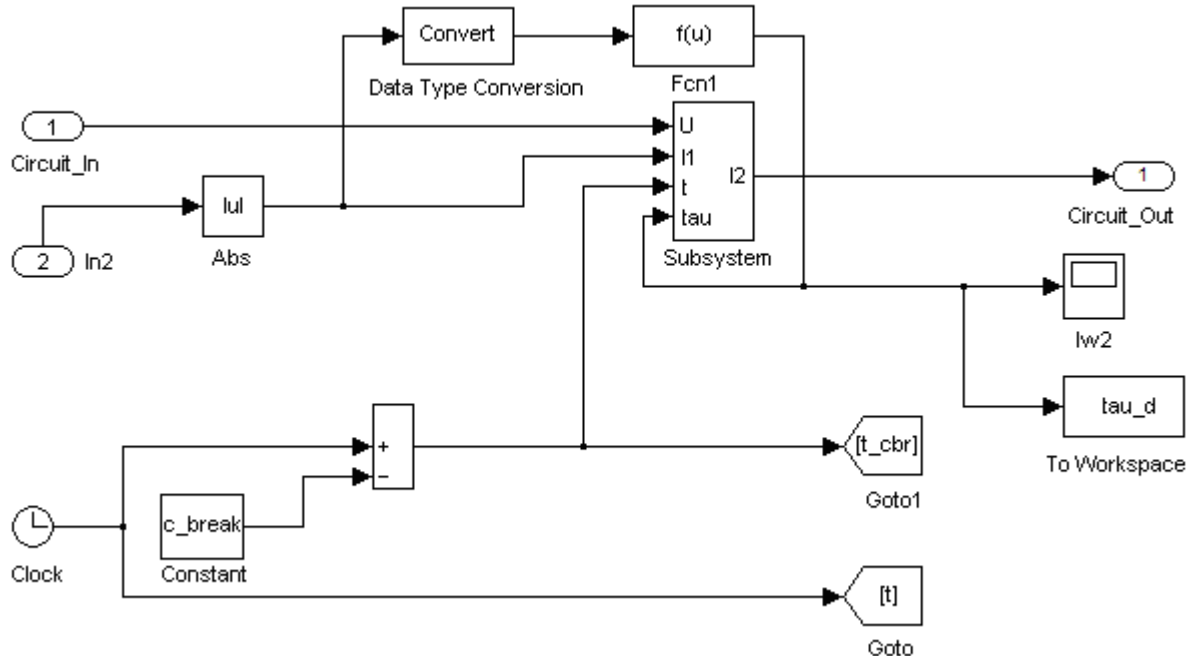 Convert
f(u)
Data Type Conversion
Fcn1
1
Circuit_In
U
I1
t
tau
I2
1
Circuit_Out
|u|
Abs
2
In2
Subsystem
Iw2
tau_d
To Workspace
+
−
[t_cbr]
Goto1
c_break
Constant
Clock
[t]
Goto